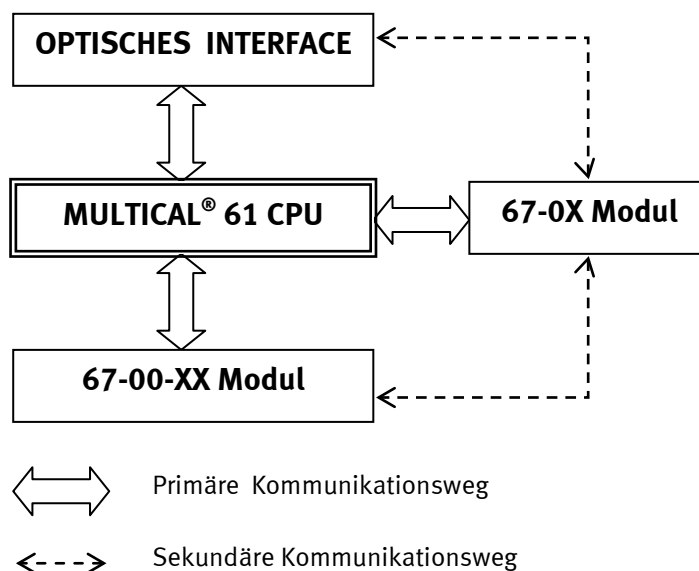 OPTISCHES INTERFACE
MULTICAL® 61 CPU
67-0X Modul
67-00-XX Modul
Primäre Kommunikationsweg
Sekundäre Kommunikationsweg